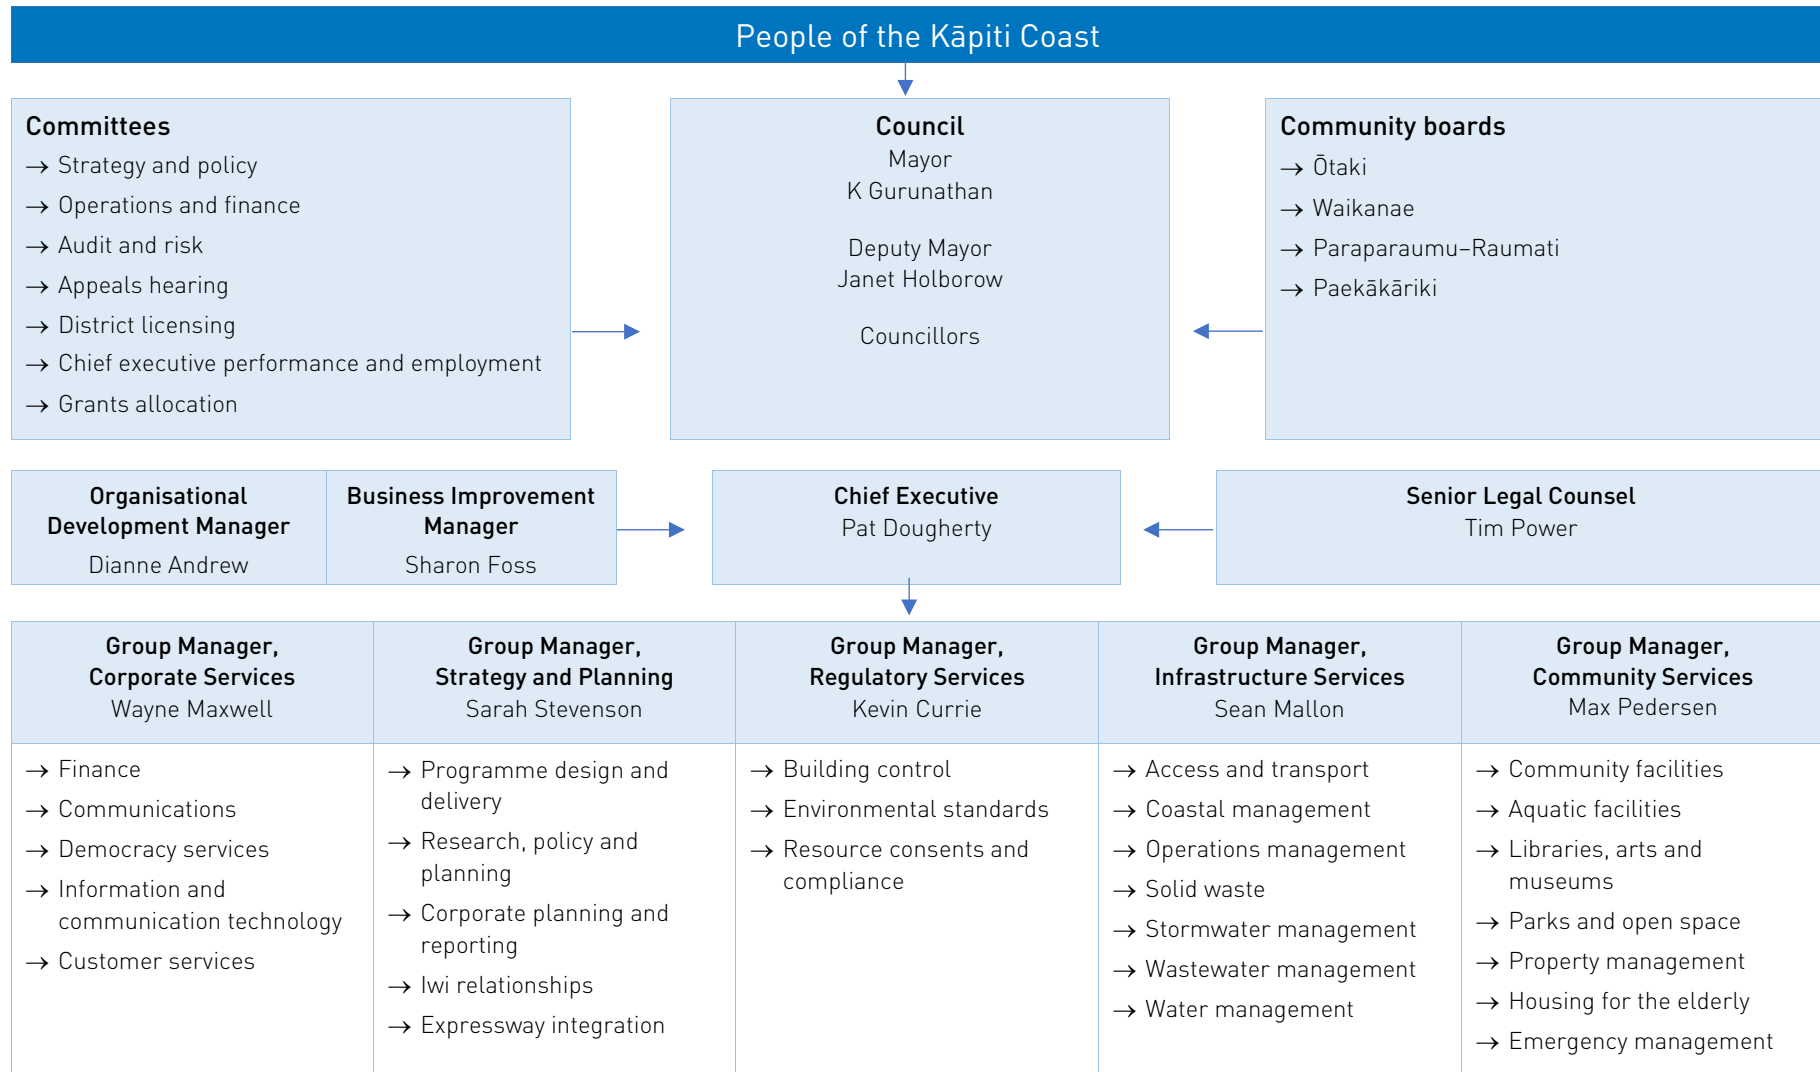 People of the Kāpiti Coast
Committees
→ Strategy and policy
→ Operations and finance
→ Audit and risk
→ Appeals hearing
→ District licensing
→ Chief executive performance and employment
→ Grants allocation
Council
Mayor
K Gurunathan
Deputy Mayor
Janet Holborow
Councillors
Community boards
→ Ōtaki
→ Waikanae
→ Paraparaumu–Raumati
→ Paekākāriki
Organisational
Development Manager
Dianne Andrew
Business Improvement
Manager
Sharon Foss
Chief Executive
Pat Dougherty
Senior Legal Counsel
Tim Power
Group Manager,
Corporate Services
Wayne Maxwell
→ Finance
→ Communications
→ Democracy services
→ Information and
communication technology
→ Customer services
Group Manager,
Strategy and Planning
Sarah Stevenson
→ Programme design and
delivery
→ Research, policy and
planning
→ Corporate planning and
reporting
→ Iwi relationships
→ Expressway integration
Group Manager,
Regulatory Services
Kevin Currie
→ Building control
→ Environmental standards
→ Resource consents and
compliance
Group Manager,
Infrastructure Services
Sean Mallon
→ Access and transport
→ Coastal management
→ Operations management
→ Solid waste
→ Stormwater management
→ Wastewater management
→ Water management
Group Manager,
Community Services
Max Pedersen
→ Community facilities
→ Aquatic facilities
→ Libraries, arts and
museums
→ Parks and open space
→ Property management
→ Housing for the elderly
→ Emergency management